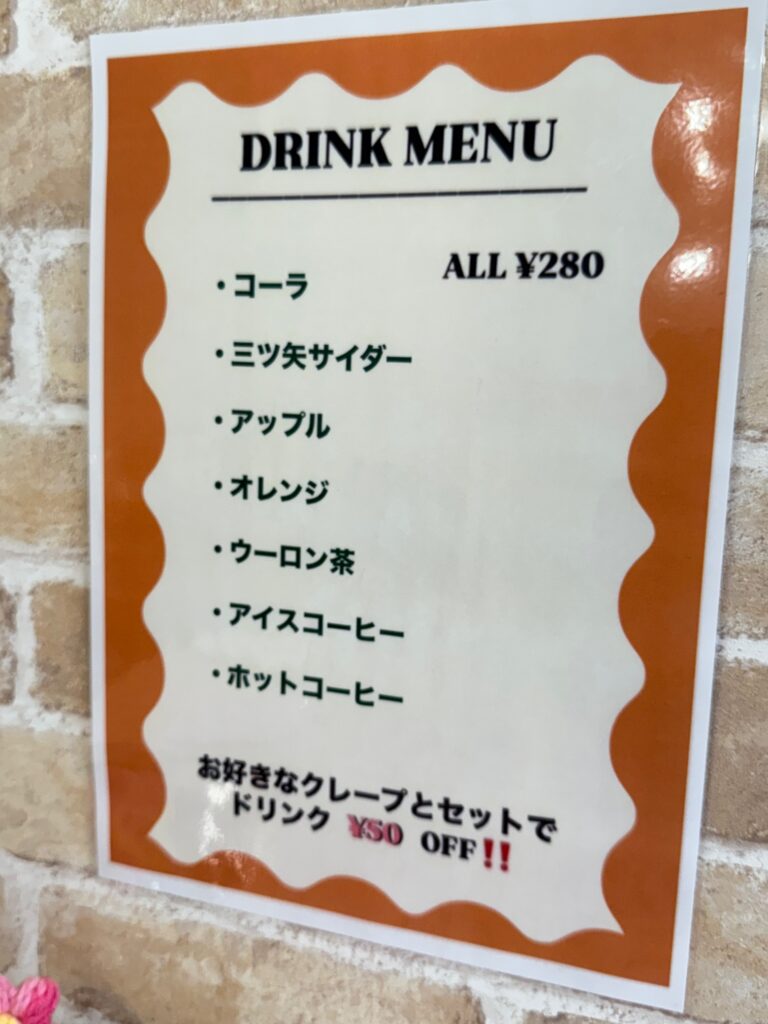 DRINK MENU
ALL ¥280
・コーラ
・三ツ矢サイダー
・アップル
・オレンジ
・ウーロン茶
・アイスコーヒー
・ホットコーヒー
お好きなクレープとセットで
ドリンク ¥50 OFF‼️